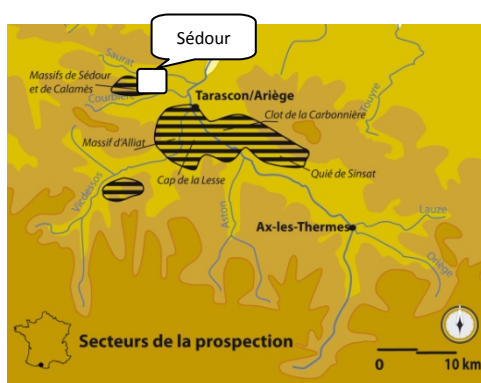 Sédour
Saurat
Massifs de Sédour
et de Calamès
Courbière
Tarascon/Ariège
Touyre
Clot de la Carbonnière
Massif d'Alliat
Cap de la Lesse
Quié de Sinsat
Vicdessos
Aston
Lauze
Ax-les-Thermes
Oriège
Secteurs de la prospection
0 10 km